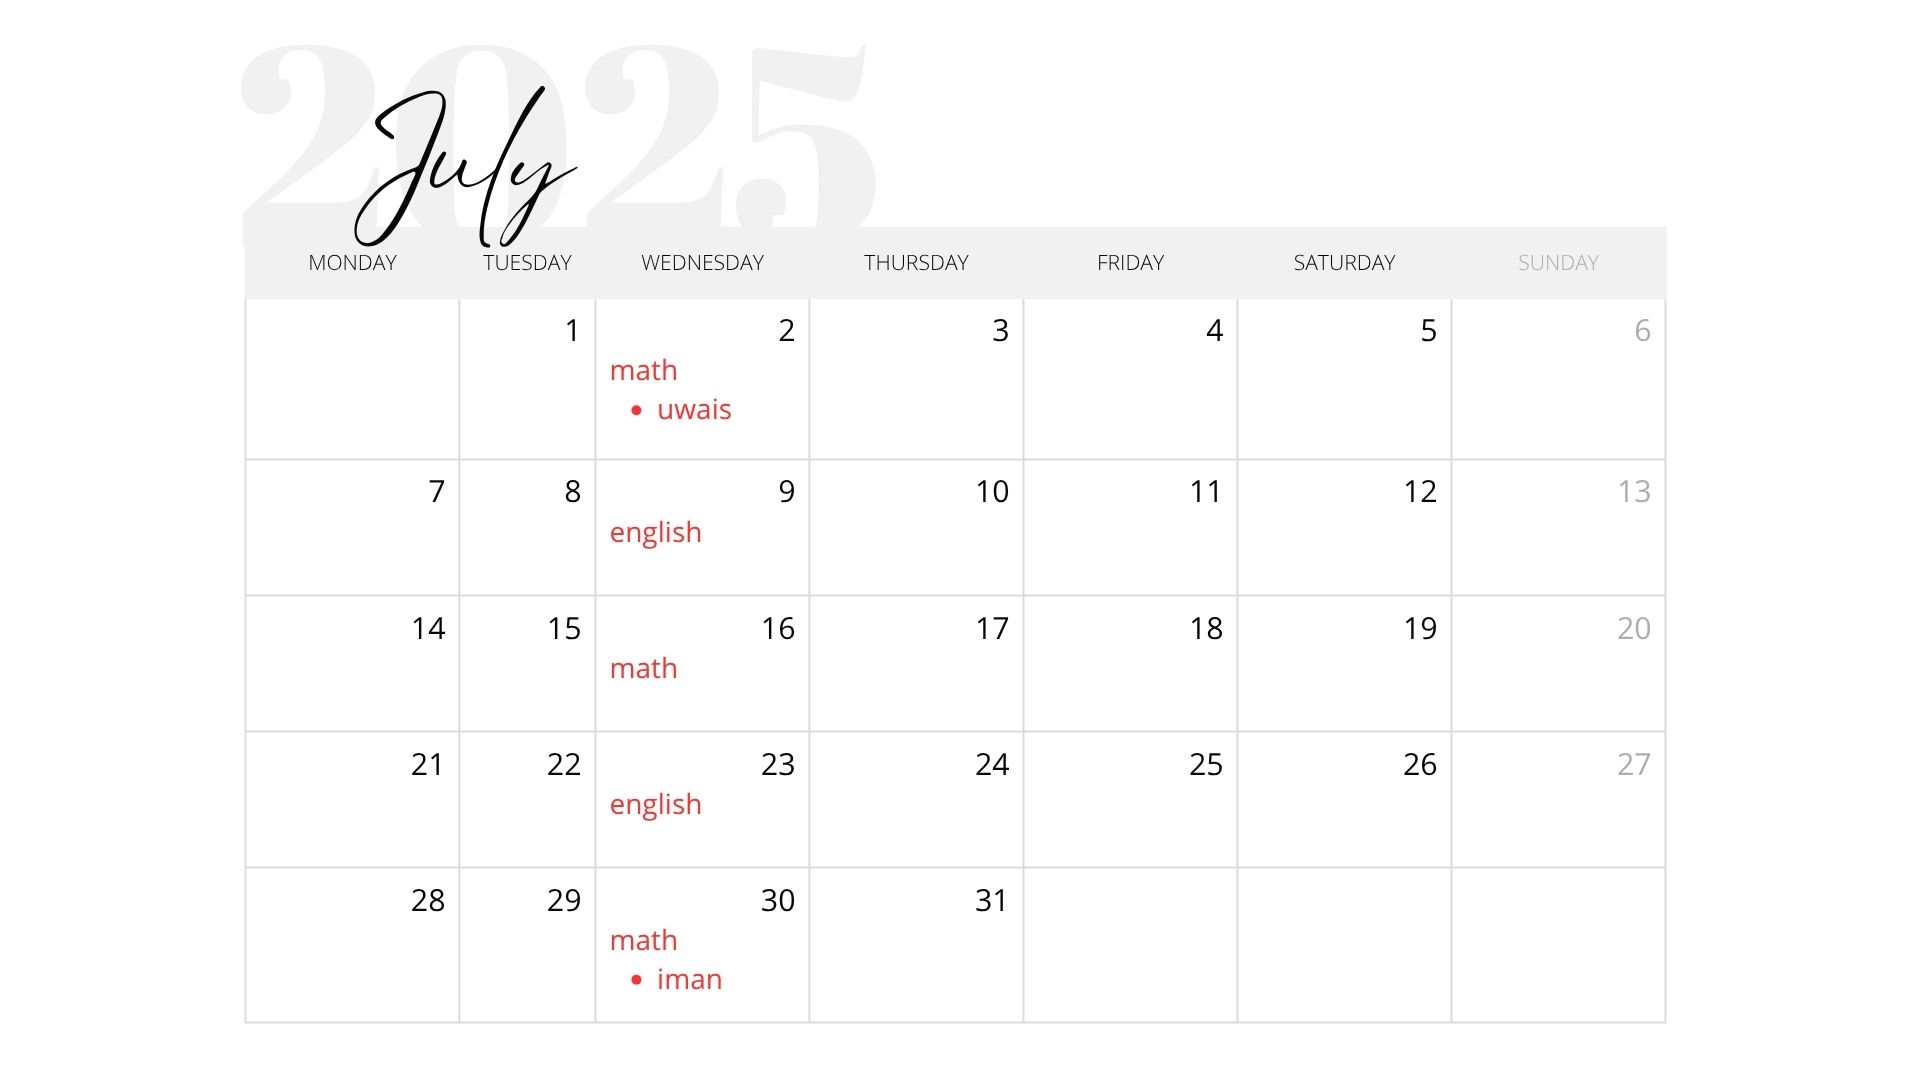 2025
July
MONDAY TUESDAY WEDNESDAY THURSDAY FRIDAY SATURDAY SUNDAY
1 2 3 4 5 6
math
• uwais
7 8 9 10 11 12 13
english
14 15 16 17 18 19 20
math
21 22 23 24 25 26 27
english
28 29 30 31
math
• iman